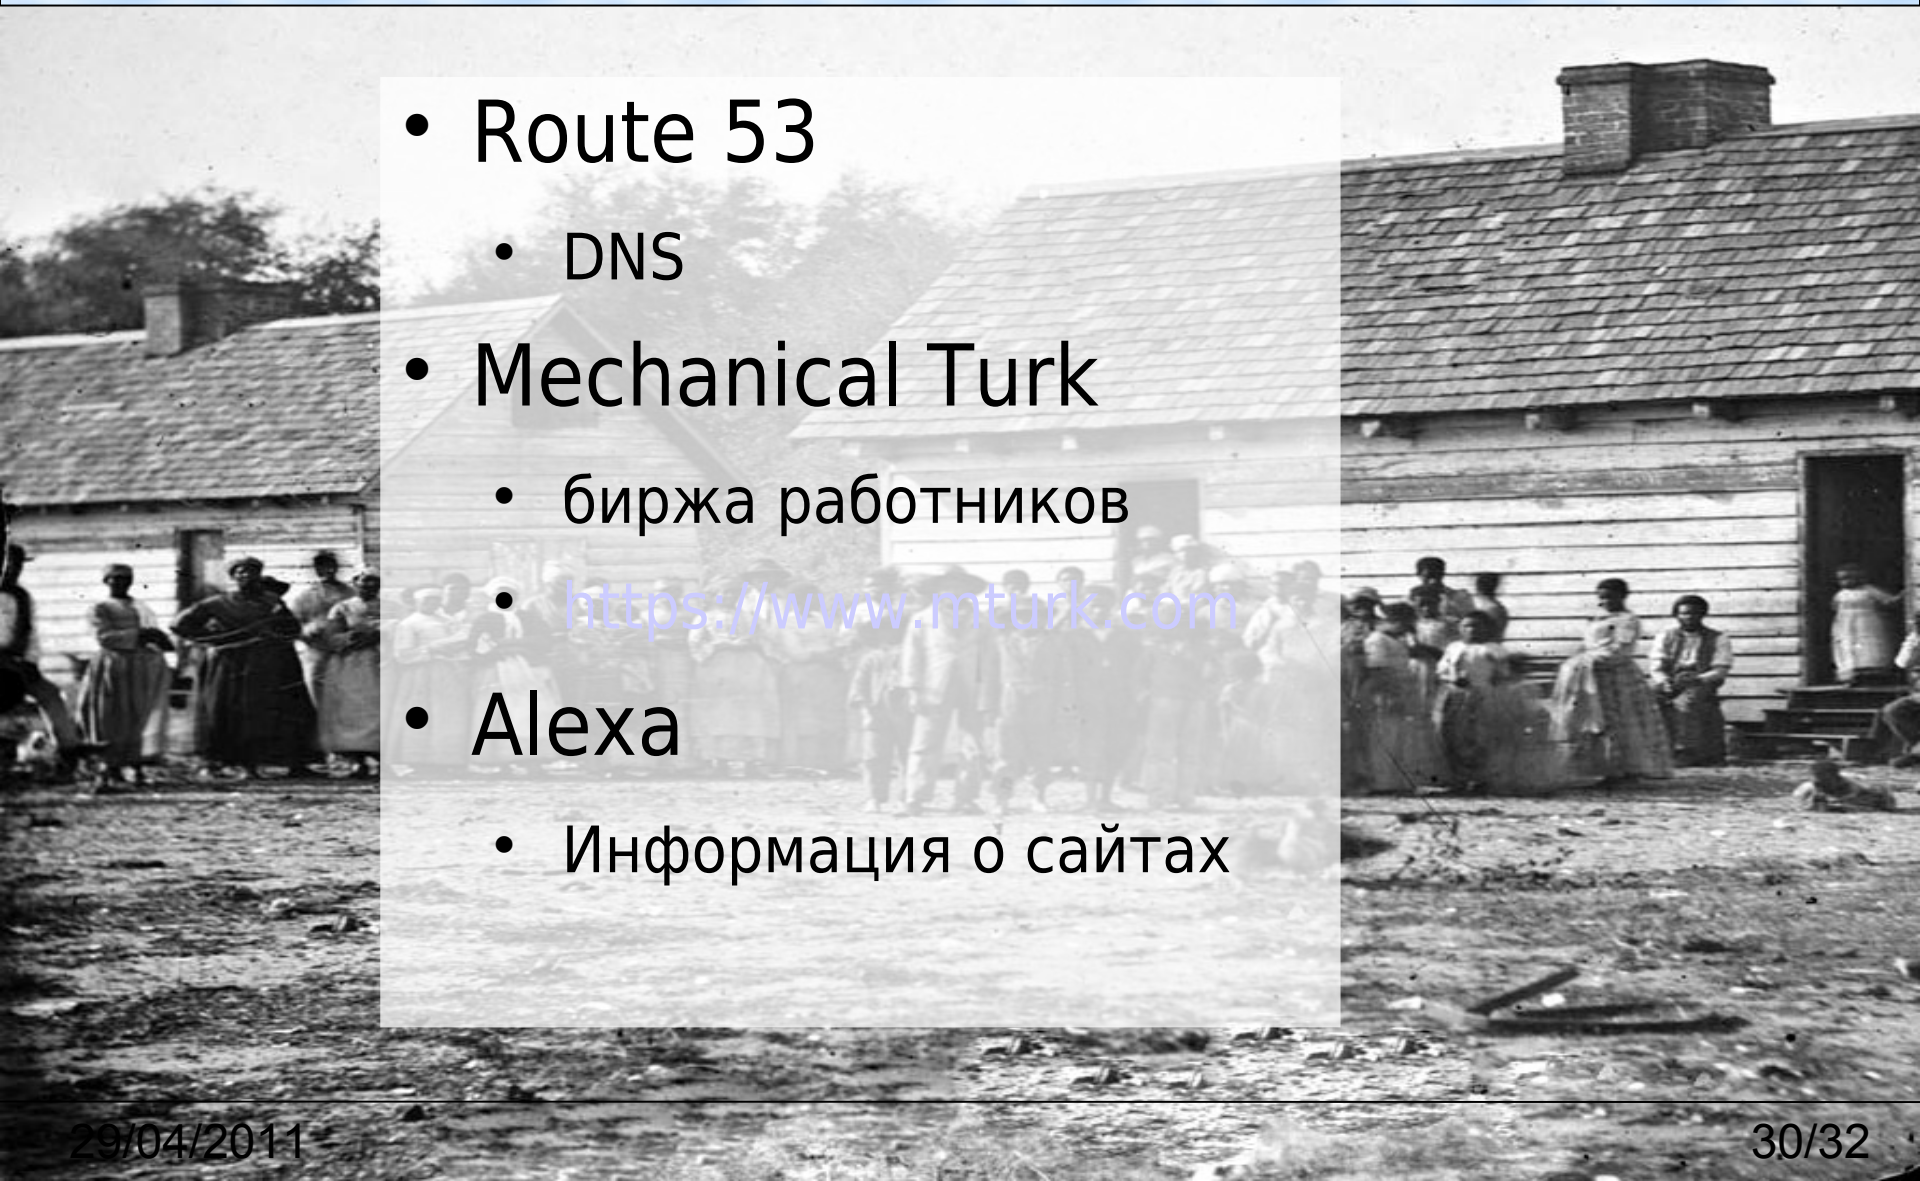 • Route 53
• DNS
• Mechanical Turk
• биржа работников
• https://www.mturk.com
• Alexa
• Информация о сайтах
29/04/2011
30/32